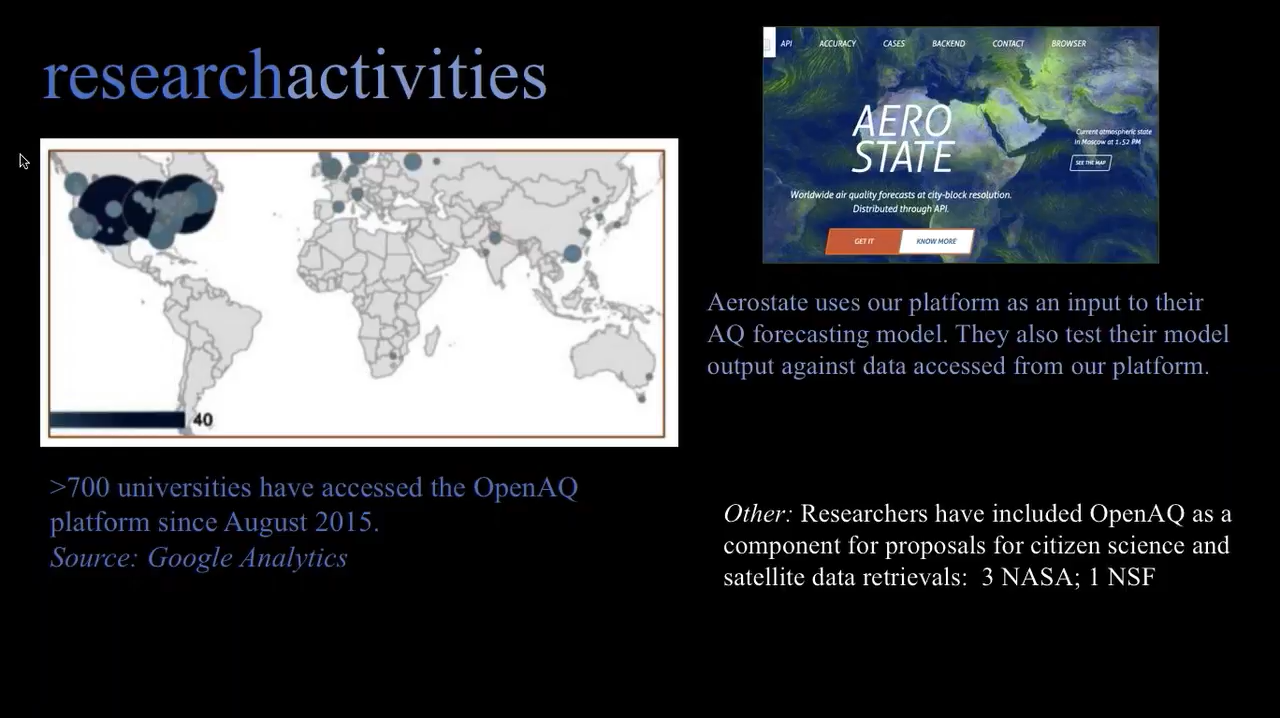 researchactivities
40
>700 universities have accessed the OpenAQ
platform since August 2015.
Source: Google Analytics
API ACCURACY CASES BACKEND CONTACT BROWSER
AERO
STATE
Current atmospheric state
in Moscow at 1:52 PM
SEE THE MAP
Worldwide air quality forecasts at city-block resolution.
Distributed through API.
GET IT KNOW MORE
Aerostate uses our platform as an input to their
AQ forecasting model. They also test their model
output against data accessed from our platform.
Other: Researchers have included OpenAQ as a
component for proposals for citizen science and
satellite data retrievals: 3 NASA; 1 NSF